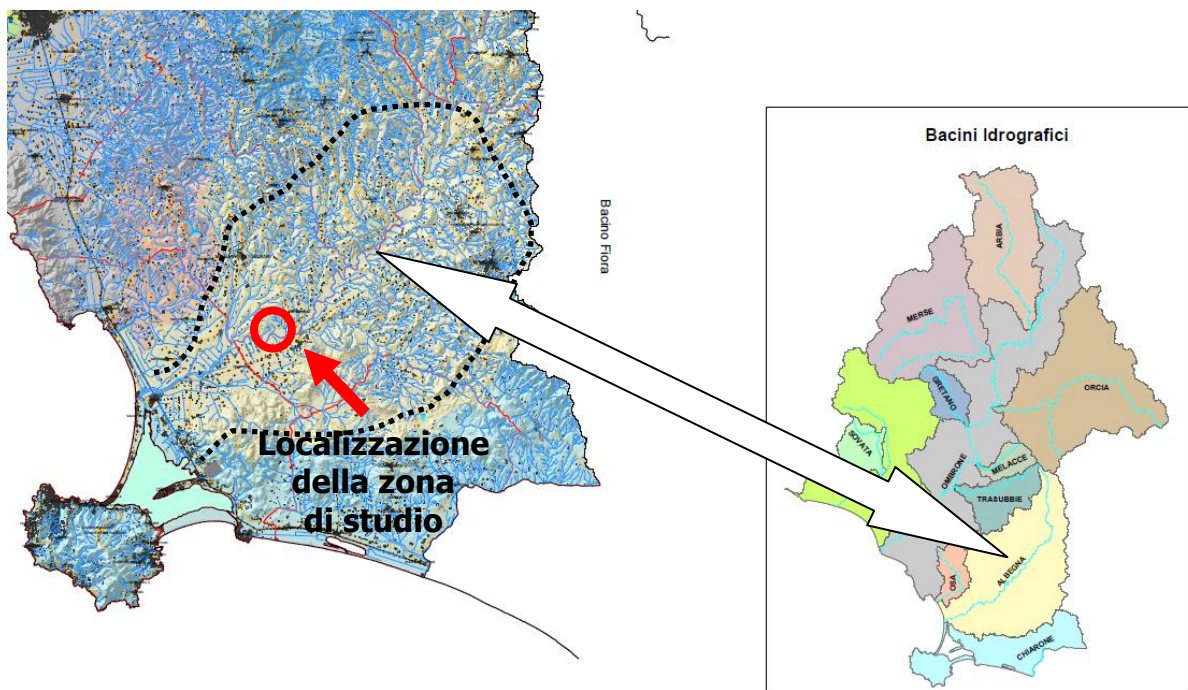 Localizzazione
della zona
di studio
Bacino Fiora
Bacini Idrografici
ARBIA
MERSE
ORCIA
GRETANO
SOVATA
OMBRONE
MELACCE
TRASUBBIE
ALBEGNA
OSA
CHIARONE